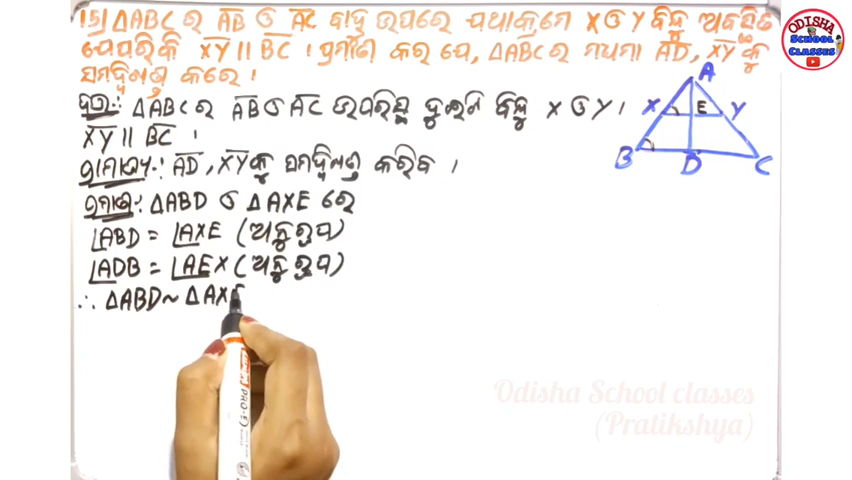 15) ΔABC ର AB ଓ AC ବାହୁ ଉପରେ ଯଥାକ୍ରମେ X ଓ Y ବିନ୍ଦୁ ଅବସ୍ଥିତ
ଯେପରିକି XY || BC । ପ୍ରମାଣ କର ଯେ, ΔABC ର ମଧ୍ୟମା AD, XY କୁ
ସମଦ୍ୱିଖଣ୍ଡ କରେ ।
ଦତ୍ତ: ΔABC ର AB ଓ AC ଉପରିସ୍ଥ ଦୁଇଟି ବିନ୍ଦୁ X ଓ Y ।
XY || BC ।
ପ୍ରାମାଣ୍ୟ: AD, XY କୁ ସମଦ୍ୱିଖଣ୍ଡ କରିବ ।
ପ୍ରମାଣ: ΔABD ଓ ΔAXE ରେ
∠ABD = ∠AXE (ଅନୁରୂପ)
∠ADB = ∠AEX (ଅନୁରୂପ)
∴ ΔABD ~ ΔAXE
A
X E Y
B D C
ODISHA
SCHOOL
CLASSES
Odisha School classes
(Pratikshya)